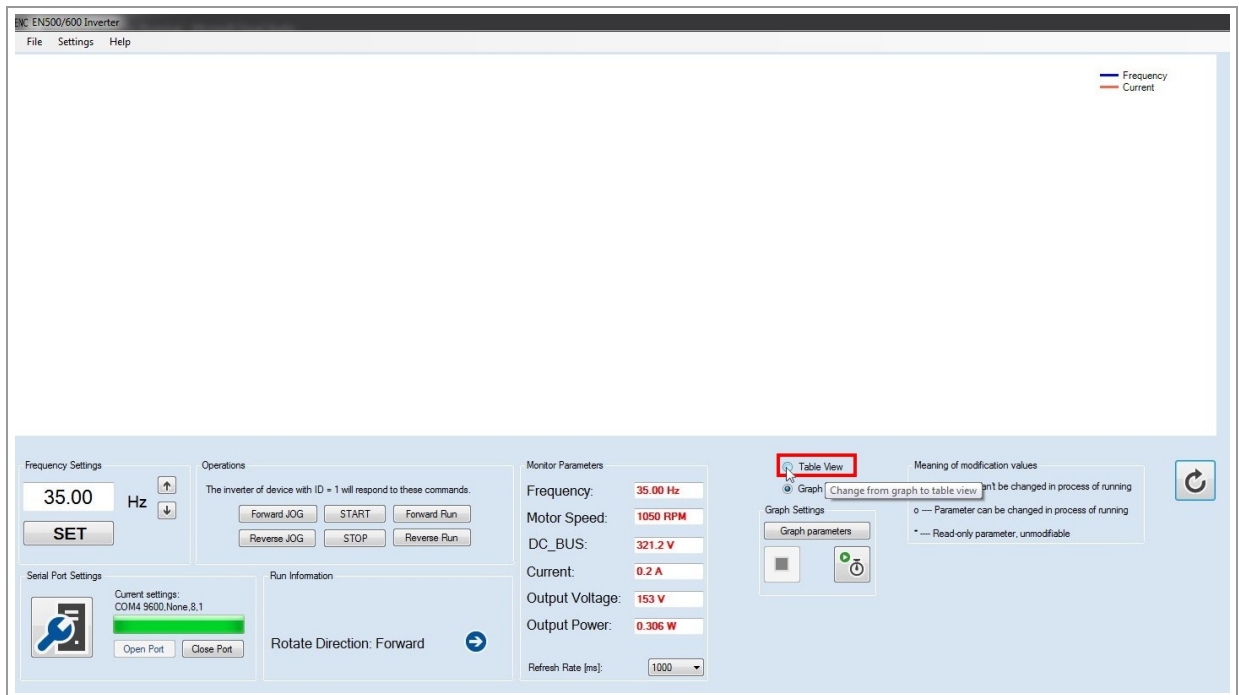 ENC EN500/600 Inverter
File Settings Help
Frequency
Current
Frequency Settings
35.00 Hz
SET
Operations
The inverter of device with ID = 1 will respond to these commands.
Forward JOG START Forward Run
Reverse JOG STOP Reverse Run
Serial Port Settings
Current settings:
COM4 9600,None,8,1
Open Port Close Port
Run Information
Rotate Direction: Forward
Monitor Parameters
Frequency: 35.00 Hz
Motor Speed: 1050 RPM
DC_BUS: 321.2 V
Current: 0.2 A
Output Voltage: 153 V
Output Power: 0.306 W
Refresh Rate [ms]: 1000
Table View
Graph
Change from graph to table view
Graph Settings
Graph parameters
Meaning of modification values
be changed in process of running
o ---- Parameter can be changed in process of running
* ---- Read-only parameter, unmodifiable